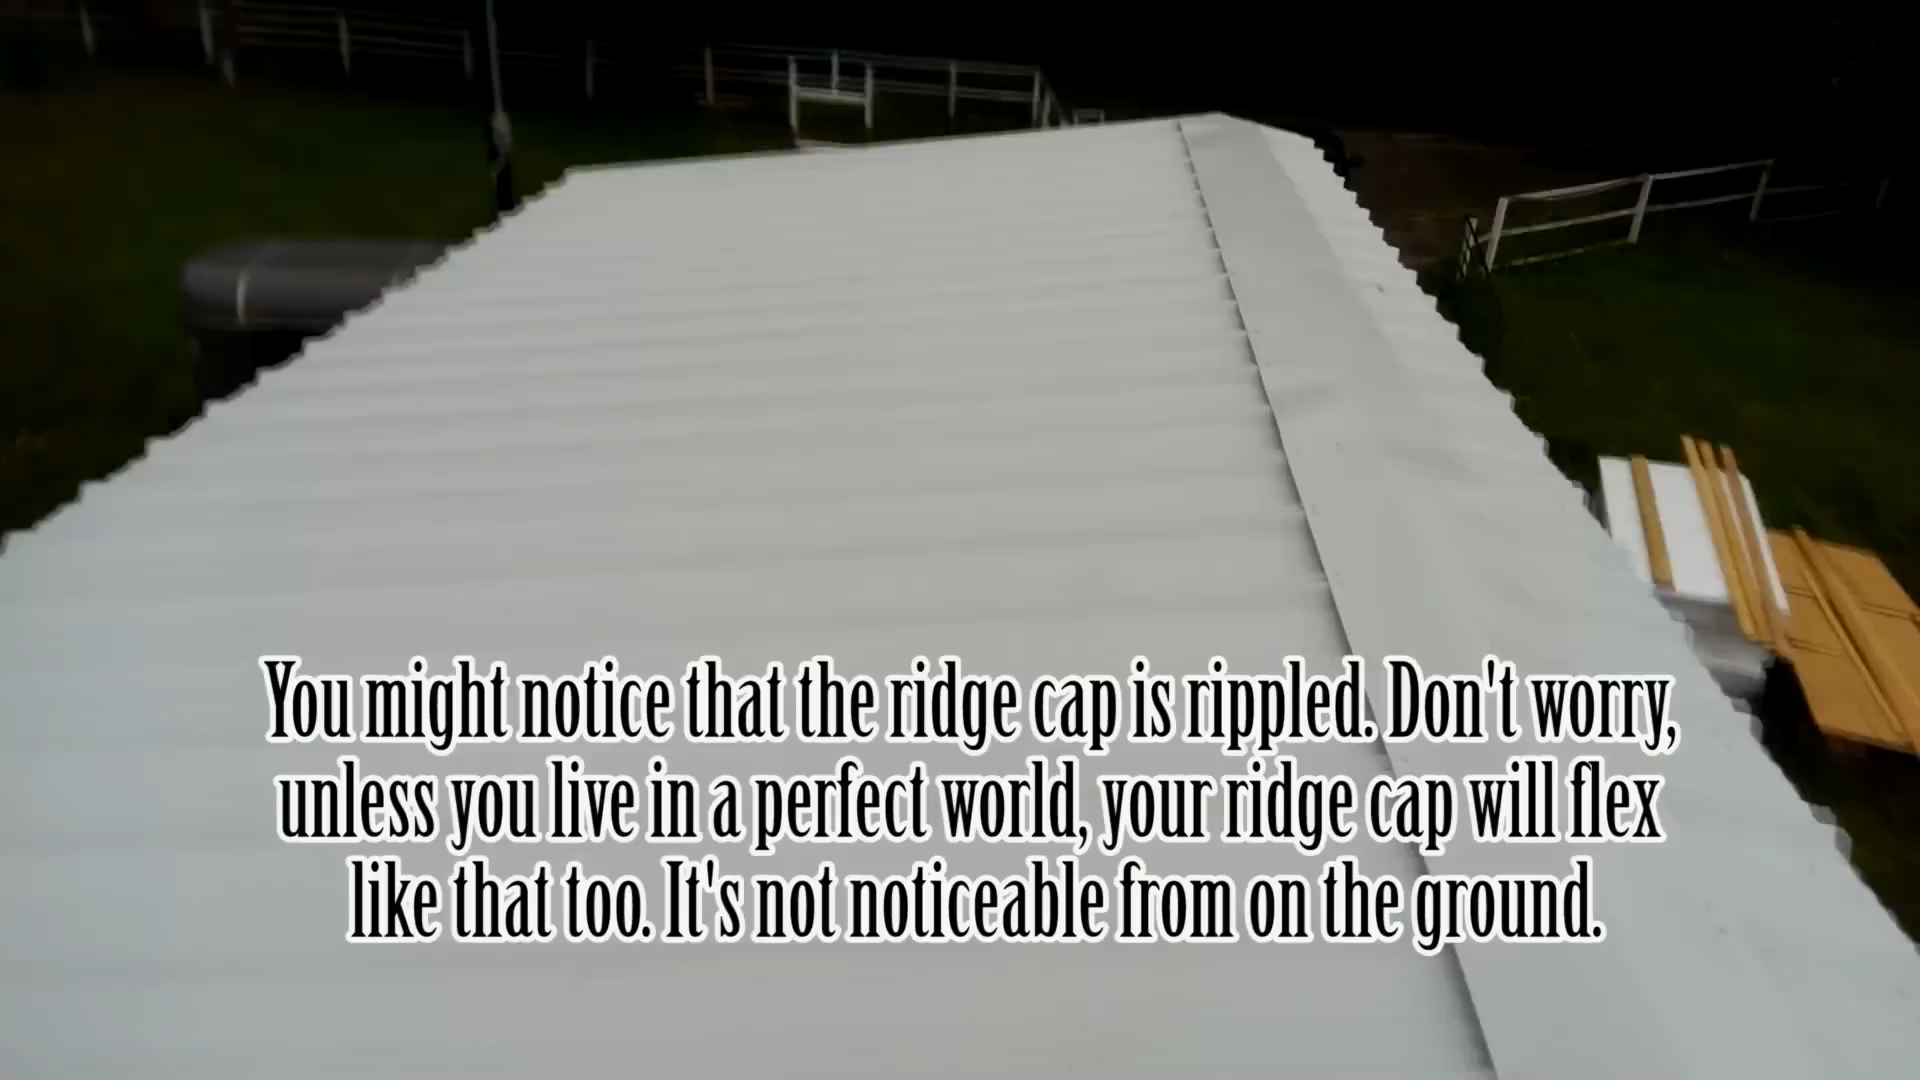 You might notice that the ridge cap is rippled. Don't worry,
unless you live in a perfect world, your ridge cap will flex
like that too. It's not noticeable from on the ground.